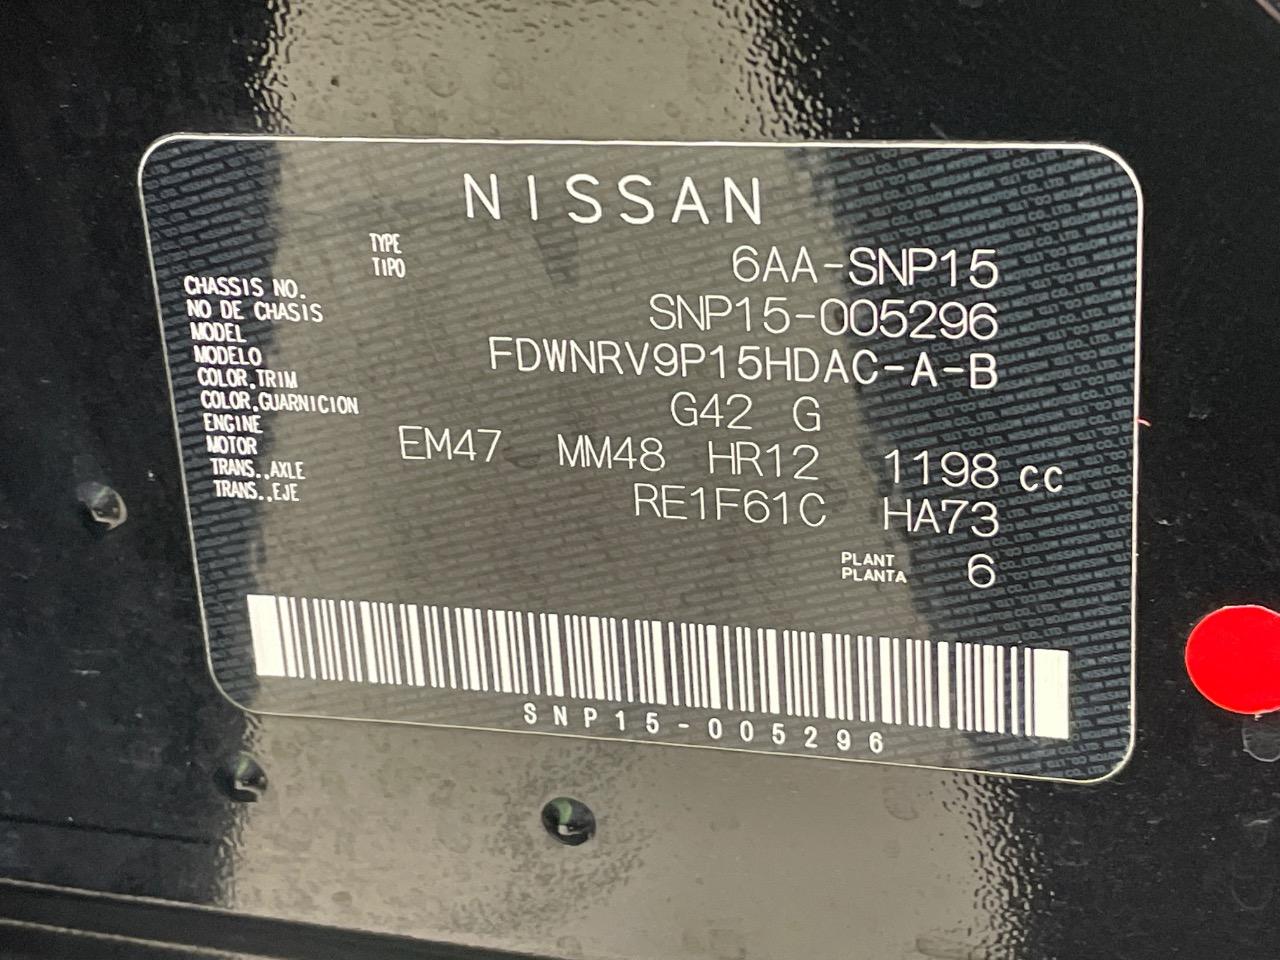 NISSAN
TYPE
TIPO 6AA-SNP15
CHASSIS NO.
NO DE CHASIS SNP15-005296
MODEL
MODELO FDWNRV9P15HDAC-A-B
COLOR,TRIM
COLOR,GUARNICION G42 G
ENGINE
MOTOR EM47 MM48 HR12 1198 cc
TRANS.,AXLE
TRANS.,EJE RE1F61C HA73
PLANT
PLANTA 6
SNP15-005296